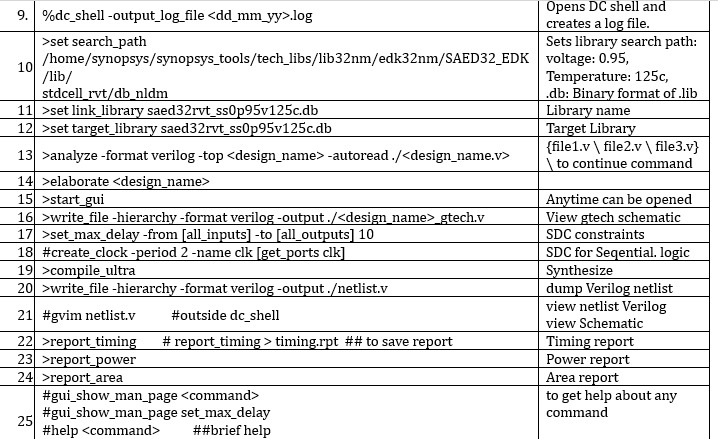 9. %dc_shell -output_log_file <dd_mm_yy>.log
Opens DC shell and
creates a log file.
10 >set search_path
/home/synopsys/synopsys_tools/tech_libs/lib32nm/edk32nm/SAED32_EDK
/lib/
stdcell_rvt/db_nldm
Sets library search path:
voltage: 0.95,
Temperature: 125c,
.db: Binary format of .lib
11 >set link_library saed32rvt_ss0p95v125c.db
Library name
12 >set target_library saed32rvt_ss0p95v125c.db
Target Library
13 >analyze -format verilog -top <design_name> -autoread ./<design_name.v>
{file1.v \ file2.v \ file3.v}
\ to continue command
14 >elaborate <design_name>
15 >start_gui
Anytime can be opened
16 >write_file -hierarchy -format verilog -output ./<design_name>_gtech.v
View gtech schematic
17 >set_max_delay -from [all_inputs] -to [all_outputs] 10
SDC constraints
18 #create_clock -period 2 -name clk [get_ports clk]
SDC for Seqential. logic
19 >compile_ultra
Synthesize
20 >write_file -hierarchy -format verilog -output ./netlist.v
dump Verilog netlist
21 #gvim netlist.v #outside dc_shell
view netlist Verilog
view Schematic
22 >report_timing # report_timing > timing.rpt ## to save report
Timing report
23 >report_power
Power report
24 >report_area
Area report
25 #gui_show_man_page <command>
#gui_show_man_page set_max_delay
#help <command> ##brief help
to get help about any
command